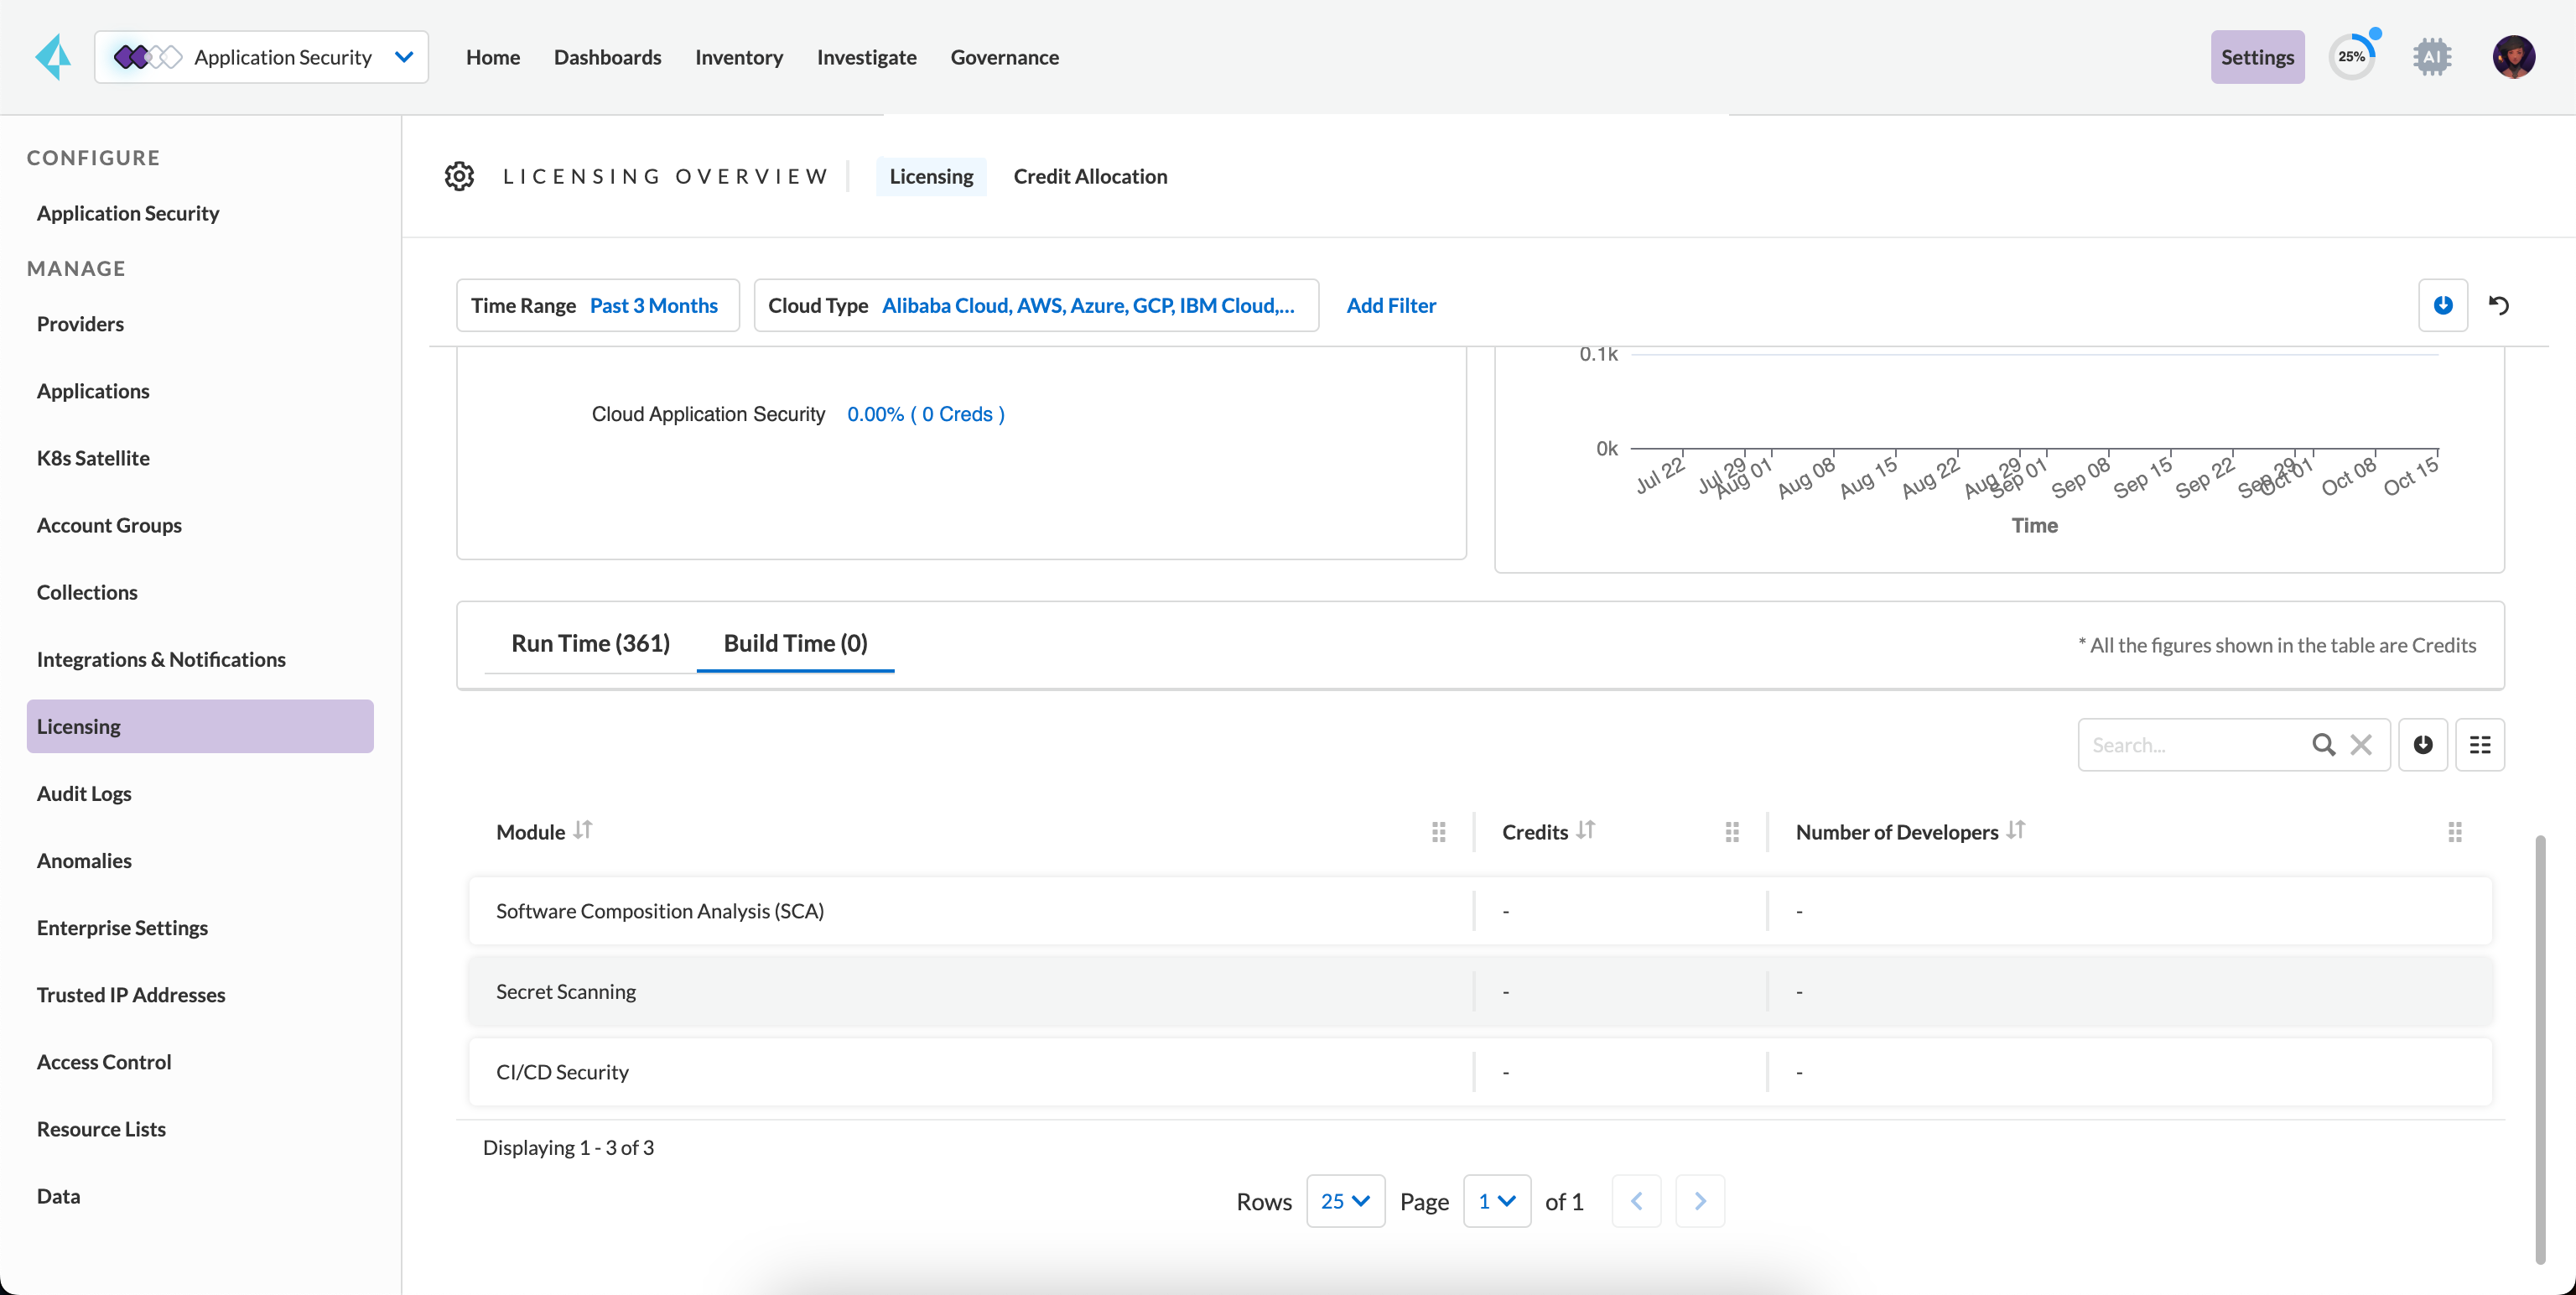 Application Security
Home
Dashboards
Inventory
Investigate
Governance
Settings
25%
AI
CONFIGURE
Application Security
MANAGE
Providers
Applications
K8s Satellite
Account Groups
Collections
Integrations & Notifications
Licensing
Audit Logs
Anomalies
Enterprise Settings
Trusted IP Addresses
Access Control
Resource Lists
Data
LICENSING OVERVIEW
Licensing
Credit Allocation
Time Range Past 3 Months
Cloud Type Alibaba Cloud, AWS, Azure, GCP, IBM Cloud,...
Add Filter
Cloud Application Security 0.00% ( 0 Creds )
0.1k
0k
Jul 22
Jul 29
Aug 01
Aug 08
Aug 15
Aug 22
Aug 29
Sep 01
Sep 08
Sep 15
Sep 22
Sep 29
Oct 01
Oct 08
Oct 15
Time
Run Time (361)
Build Time (0)
* All the figures shown in the table are Credits
Search...
Module
Credits
Number of Developers
Software Composition Analysis (SCA) - -
Secret Scanning - -
CI/CD Security - -
Displaying 1 - 3 of 3
Rows 25 Page 1 of 1